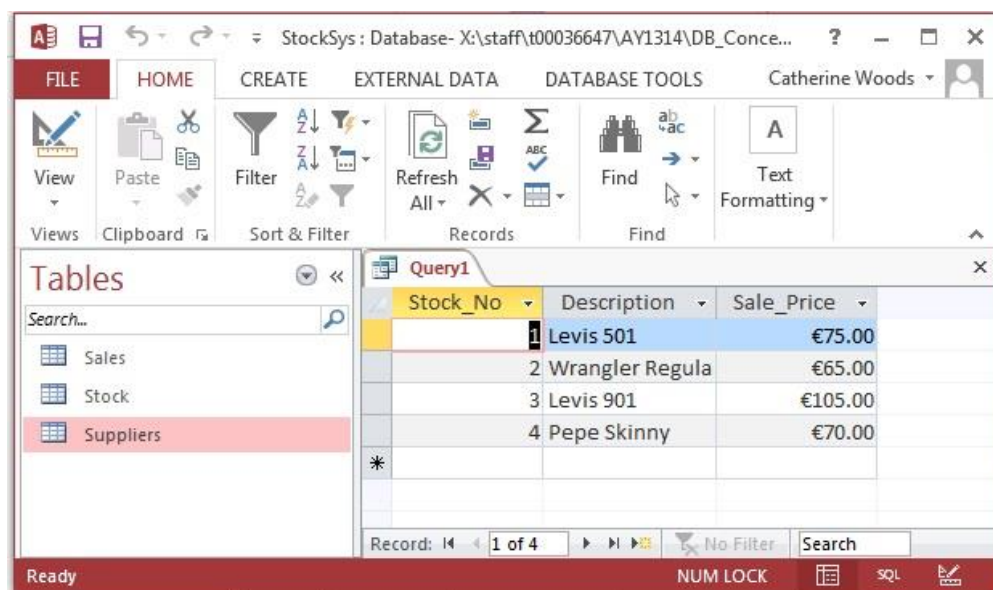 StockSys : Database- X:\staff\t00036647\AY1314\DB_Conce... ?
FILE HOME CREATE EXTERNAL DATA DATABASE TOOLS Catherine Woods
View Paste Filter Refresh All Find Text Formatting A
Views Clipboard Sort & Filter Records Find
Tables
Search...
Sales
Stock
Suppliers
Query1
Stock_No Description Sale_Price
1 Levis 501 €75.00
2 Wrangler Regula €65.00
3 Levis 901 €105.00
4 Pepe Skinny €70.00
Record: 1 of 4 No Filter Search
Ready NUM LOCK SQL